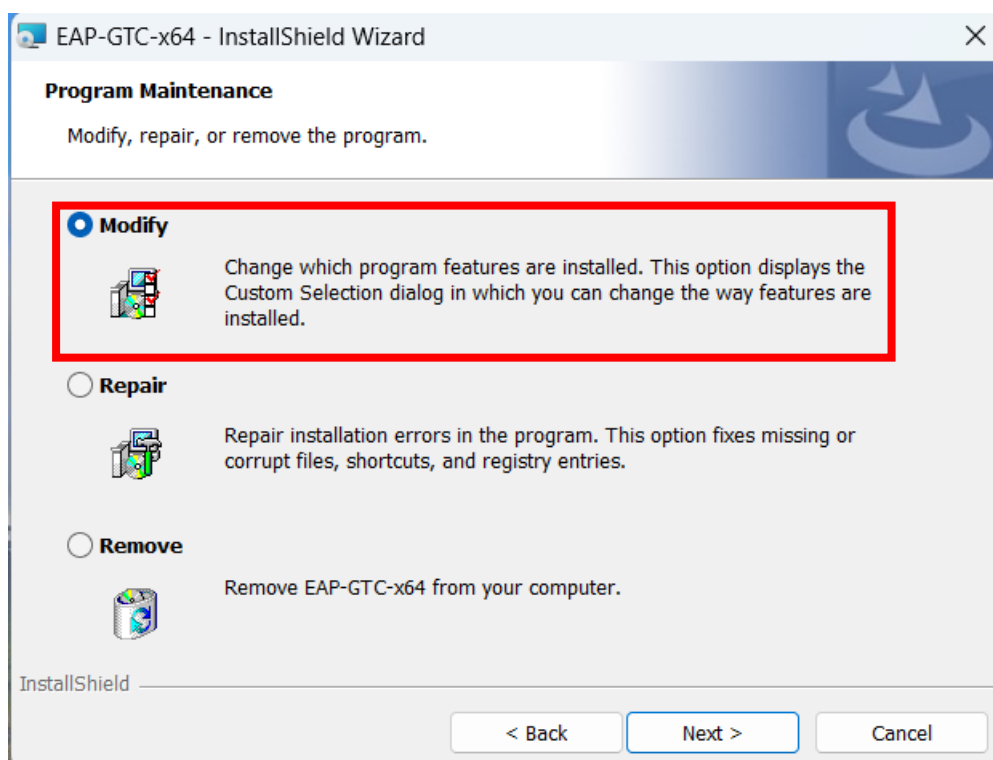 EAP-GTC-x64 - InstallShield Wizard
Program Maintenance
Modify, repair, or remove the program.
Modify
Change which program features are installed. This option displays the
Custom Selection dialog in which you can change the way features are
installed.
Repair
Repair installation errors in the program. This option fixes missing or
corrupt files, shortcuts, and registry entries.
Remove
Remove EAP-GTC-x64 from your computer.
InstallShield
< Back Next > Cancel